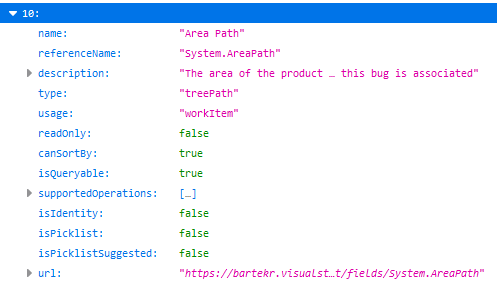 10:
name: "Area Path"
referenceName: "System.AreaPath"
description: "The area of the product … this bug is associated"
type: "treePath"
usage: "workItem"
readOnly: false
canSortBy: true
isQueryable: true
supportedOperations: […]
isIdentity: false
isPicklist: false
isPicklistSuggested: false
url: "https://bartekr.visualst…t/fields/System.AreaPath"